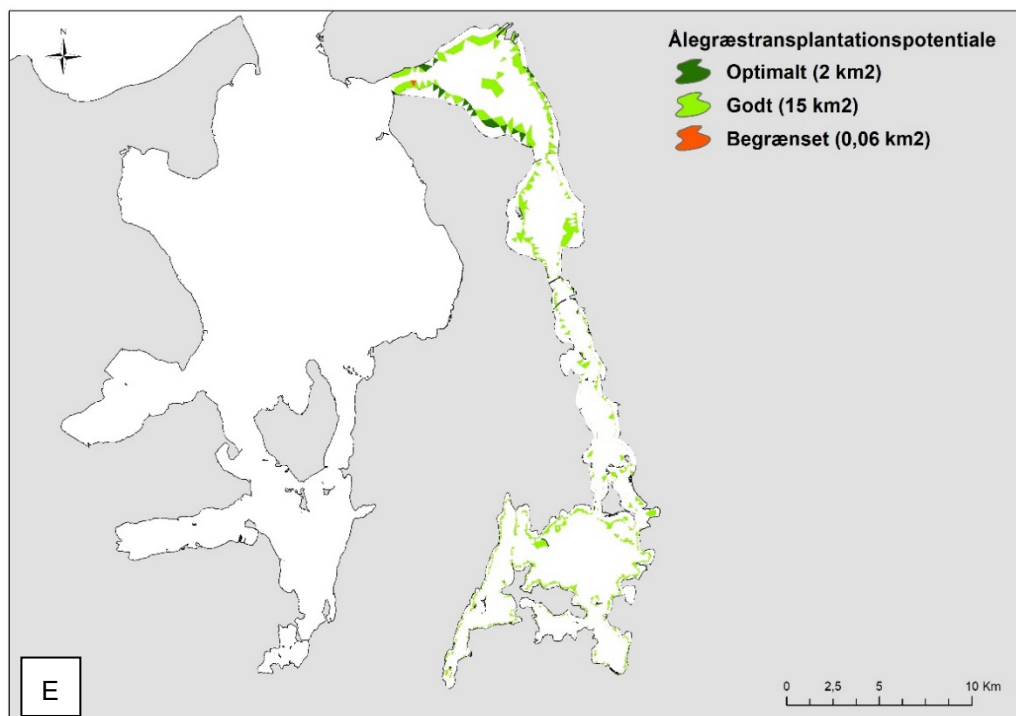 N
Ålegræstransplantationspotentiale
Optimalt (2 km2)
Godt (15 km2)
Begrænset (0,06 km2)
E
0 2,5 5 10 Km